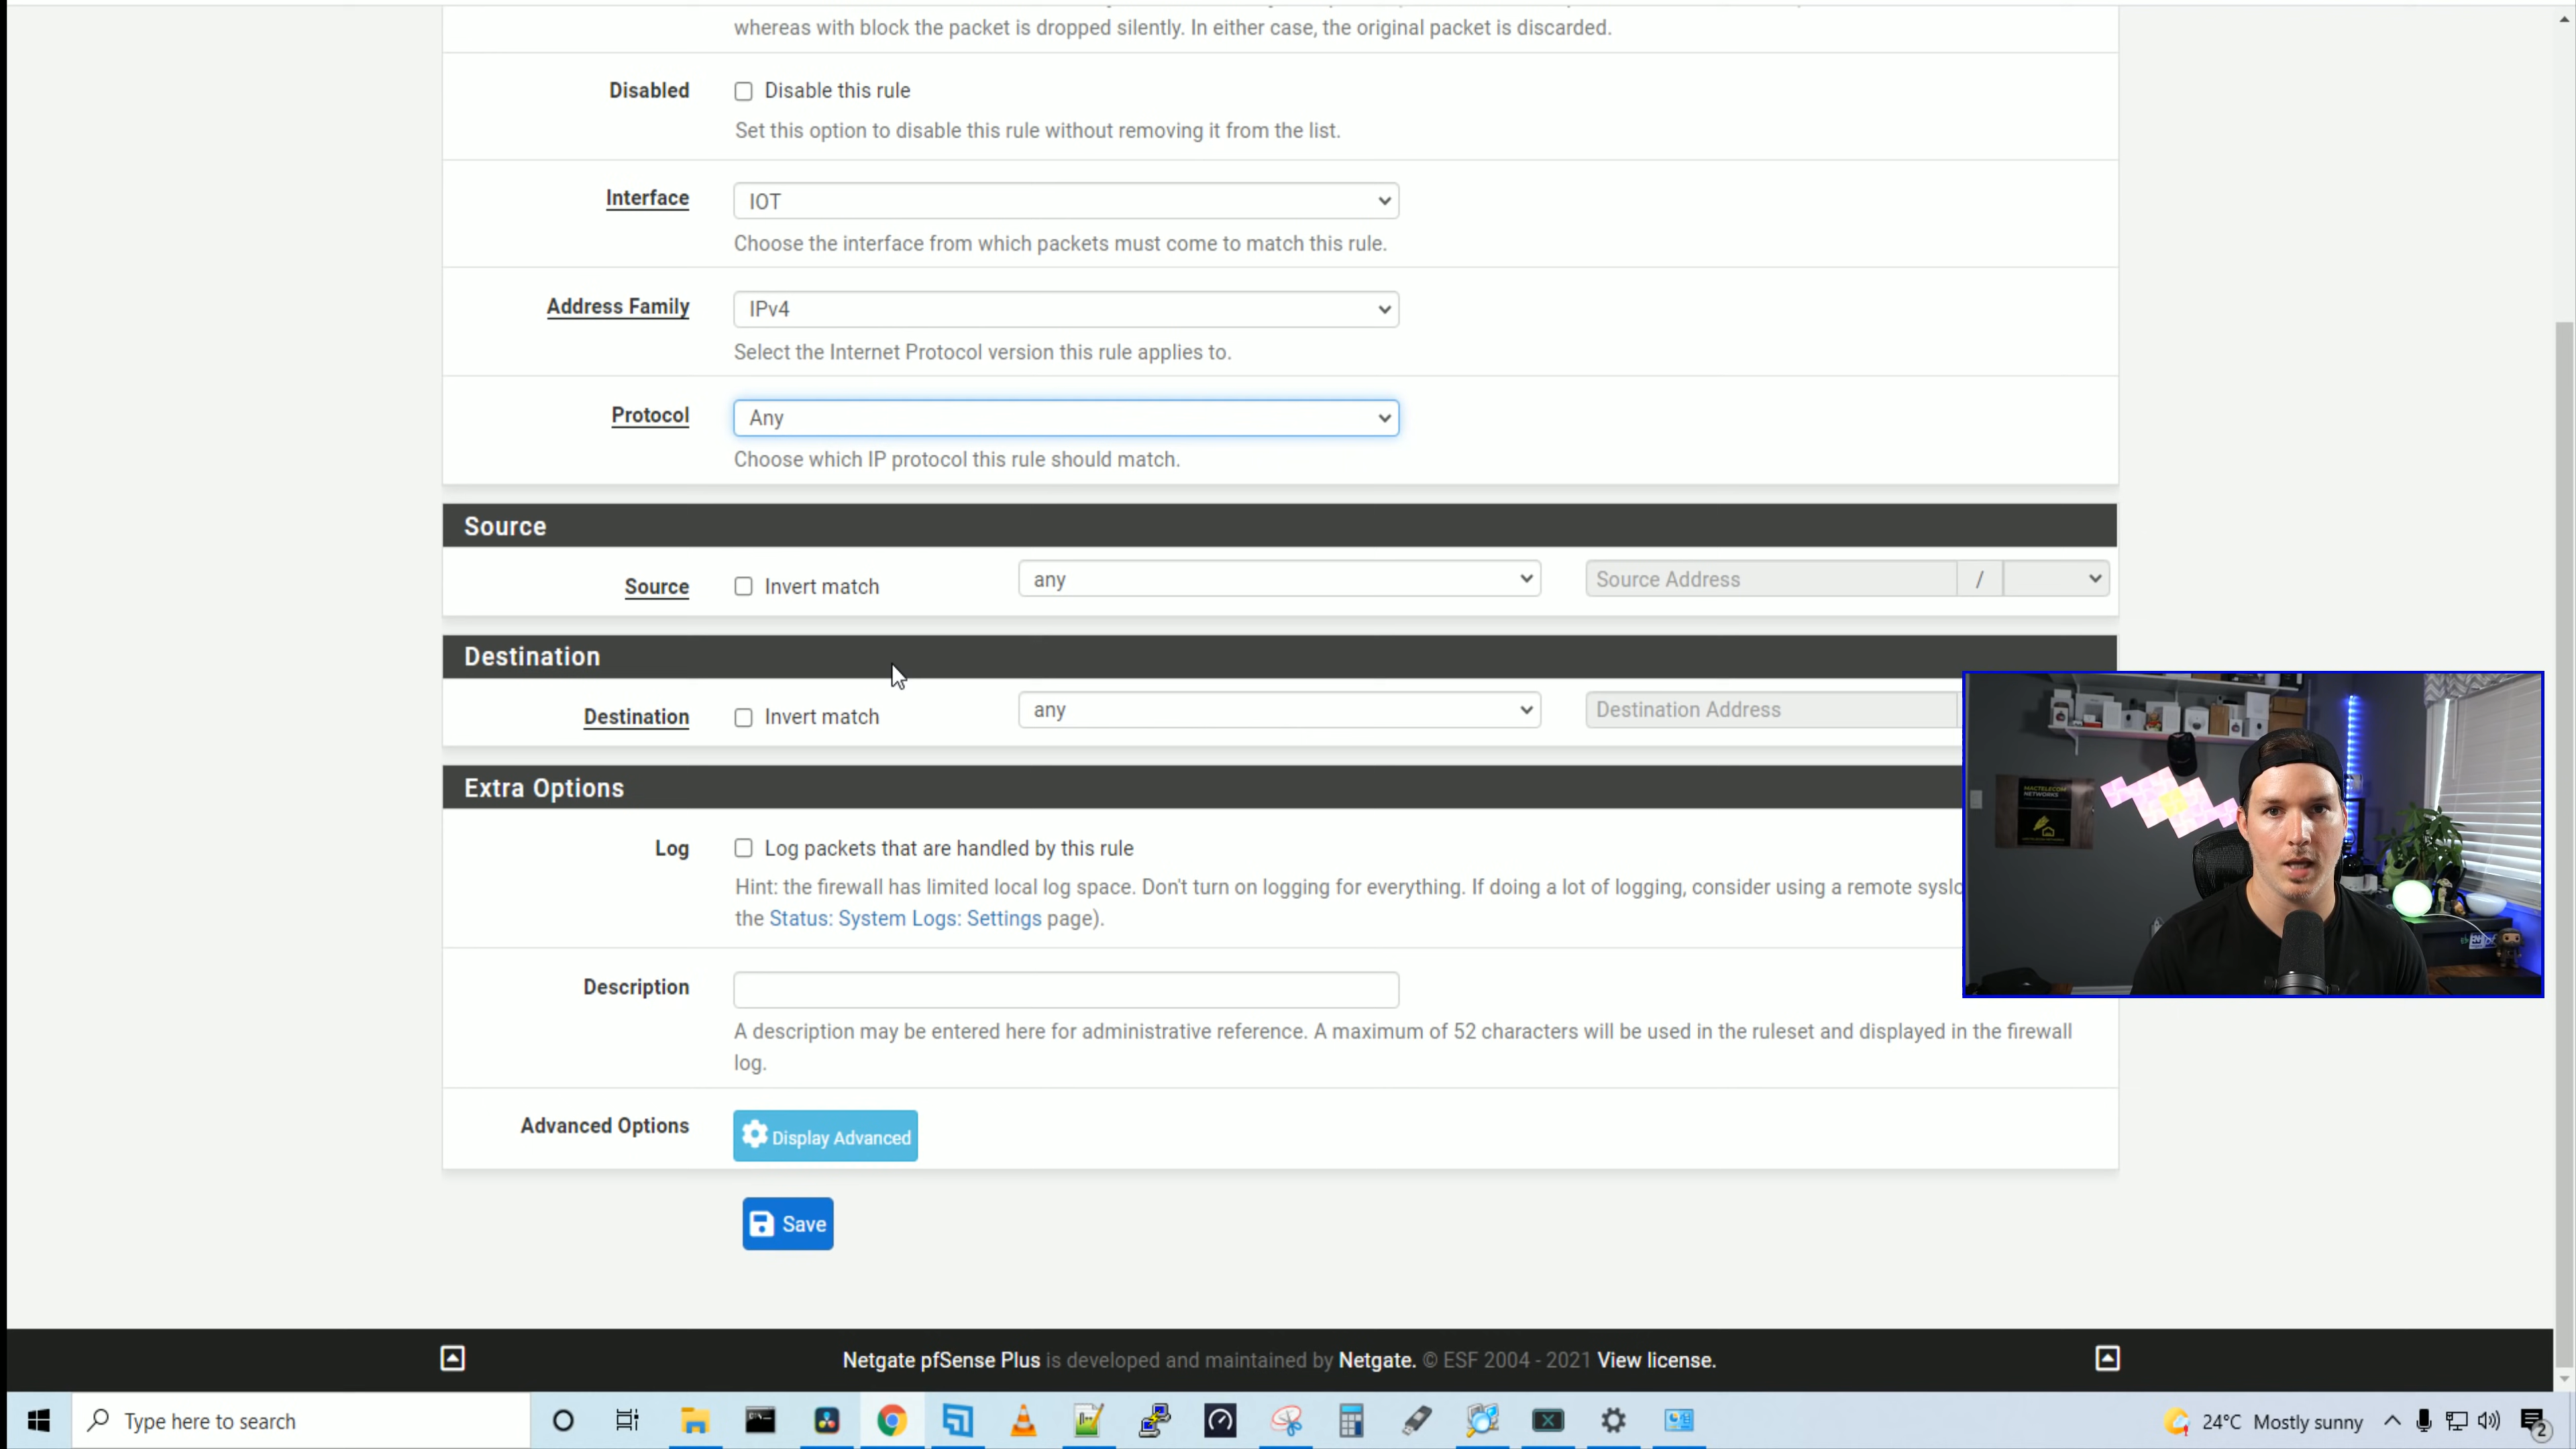 whereas with block the packet is dropped silently. In either case, the original packet is discarded.
Disabled
Disable this rule
Set this option to disable this rule without removing it from the list.
Interface
IOT
Choose the interface from which packets must come to match this rule.
Address Family
IPv4
Select the Internet Protocol version this rule applies to.
Protocol
Any
Choose which IP protocol this rule should match.
Source
Source
Invert match
any
Source Address
/
Destination
Destination
Invert match
any
Destination Address
Extra Options
Log
Log packets that are handled by this rule
Hint: the firewall has limited local log space. Don't turn on logging for everything. If doing a lot of logging, consider using a remote syslo
the Status: System Logs: Settings page).
Description
A description may be entered here for administrative reference. A maximum of 52 characters will be used in the ruleset and displayed in the firewall
log.
Advanced Options
Display Advanced
Save
MACTELECOM
NETWORKS
Netgate pfSense Plus is developed and maintained by Netgate. © ESF 2004 - 2021 View license.
Type here to search
24°C Mostly sunny
2